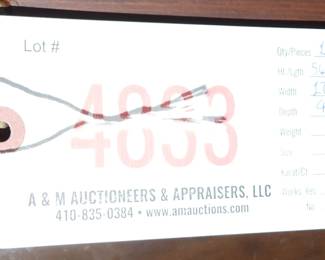 Lot #
4833
A & M AUCTIONEERS & APPRAISERS, LLC
410-835-0384 • www.amauctions.com
Qty/Pieces
Ht./Lgth
Width
Depth
Weight
Size
Karat/Ct
Works
No